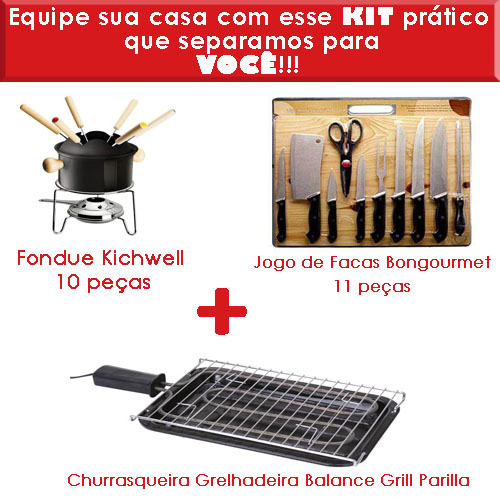 Equipe sua casa com esse KIT prático
que separamos para
VOCÊ!!!
Fondue Kichwell
10 peças
Jogo de Facas Bongourmet
11 peças
+
Churrasqueira Grelhadeira Balance Grill Parilla